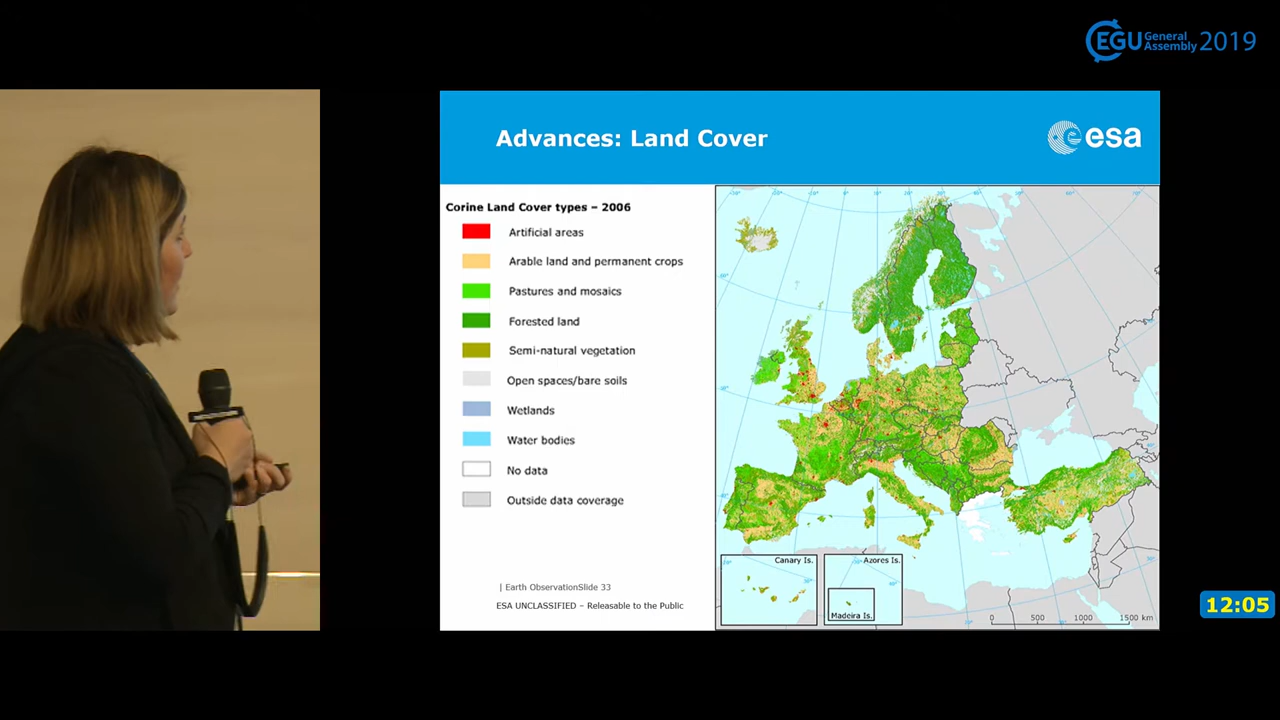 EGU General Assembly 2019
Advances: Land Cover
esa
Corine Land Cover types – 2006
Artificial areas
Arable land and permanent crops
Pastures and mosaics
Forested land
Semi-natural vegetation
Open spaces/bare soils
Wetlands
Water bodies
No data
Outside data coverage
Canary Is.
Azores Is.
Madeira Is.
0 500 1000 1500 km
| Earth ObservationSlide 33
ESA UNCLASSIFIED – Releasable to the Public
12:05